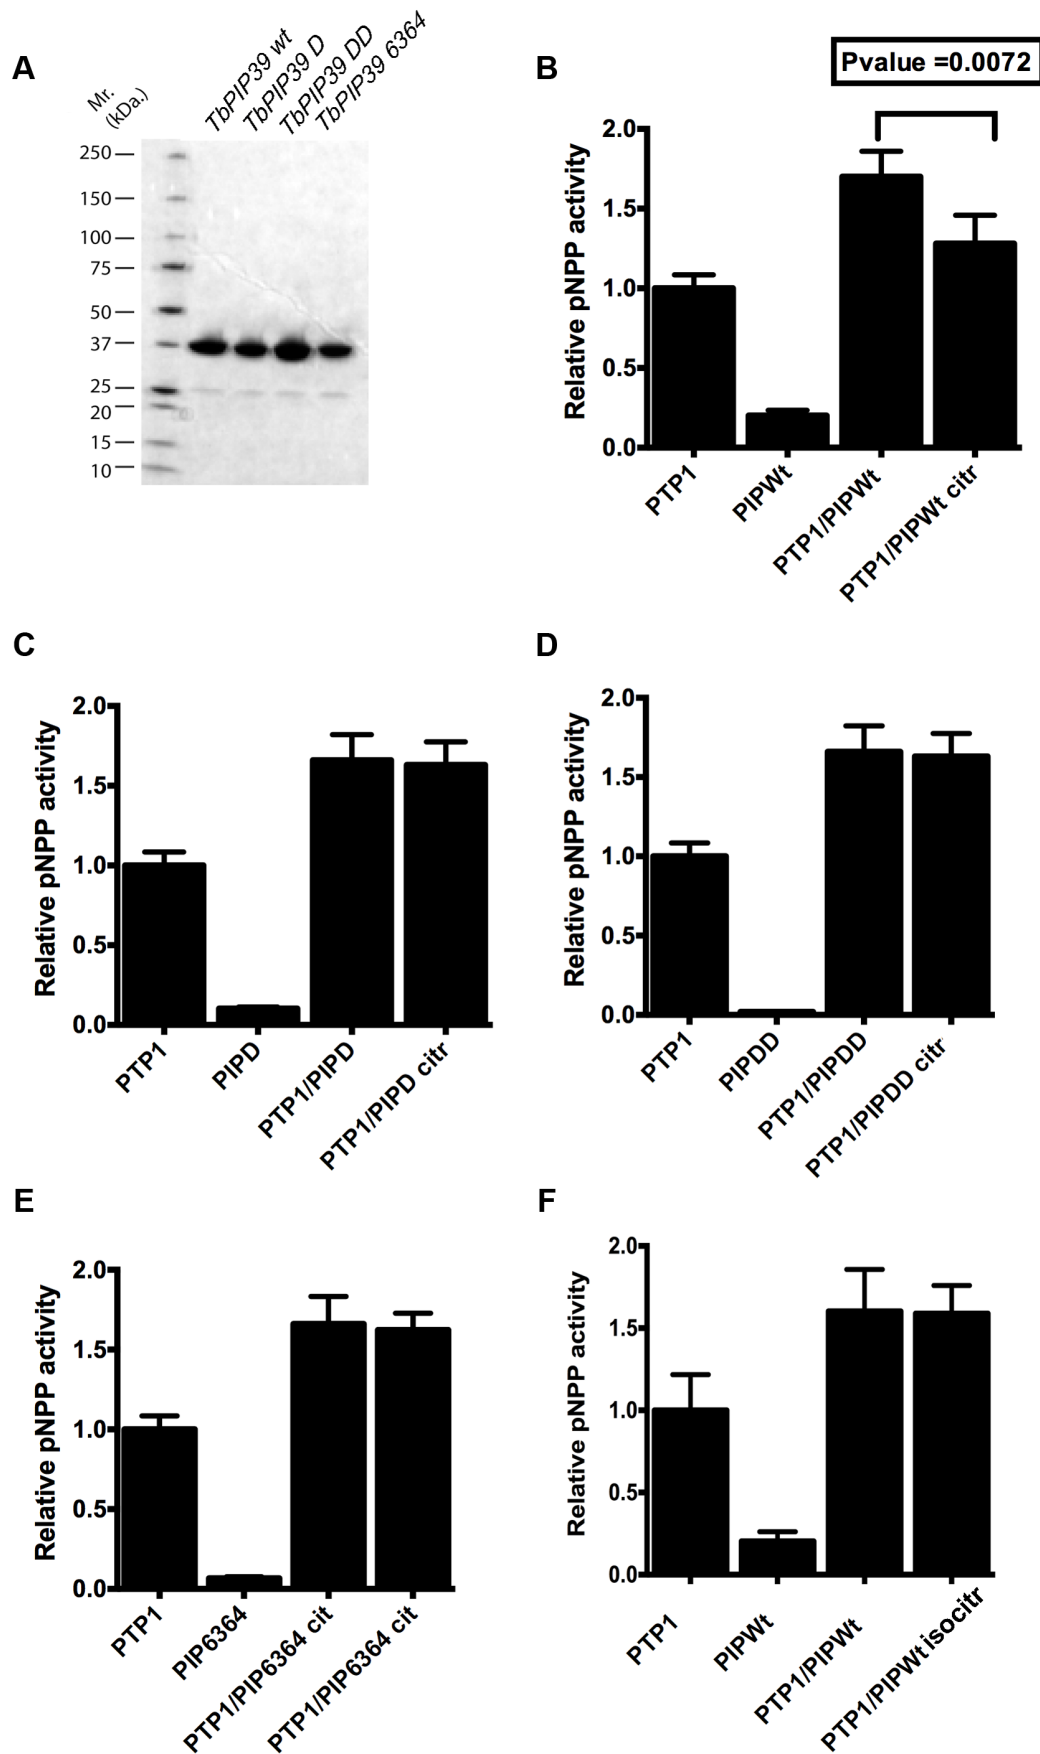 A
Mr.
(kDa.)
TbPIP39 wt
TbPIP39 D
TbPIP39 DD
TbPIP39 6364
250
150
100
75
50
37
25
20
15
10
B
Pvalue =0.0072
Relative pNPP activity
2.0
1.5
1.0
0.5
0.0
PTP1
PIPWt
PTP1/PIPWt
PTP1/PIPWt citr
C
Relative pNPP activity
2.0
1.5
1.0
0.5
0.0
PTP1
PIPD
PTP1/PIPD
PTP1/PIPD citr
D
Relative pNPP activity
2.0
1.5
1.0
0.5
0.0
PTP1
PIPDD
PTP1/PIPDD
PTP1/PIPDD citr
E
Relative pNPP activity
2.0
1.5
1.0
0.5
0.0
PTP1
PIP6364
PTP1/PIP6364 cit
PTP1/PIP6364 cit
F
Relative pNPP activity
2.0
1.5
1.0
0.5
0.0
PTP1
PIPWt
PTP1/PIPWt
PTP1/PIPWt isocitr